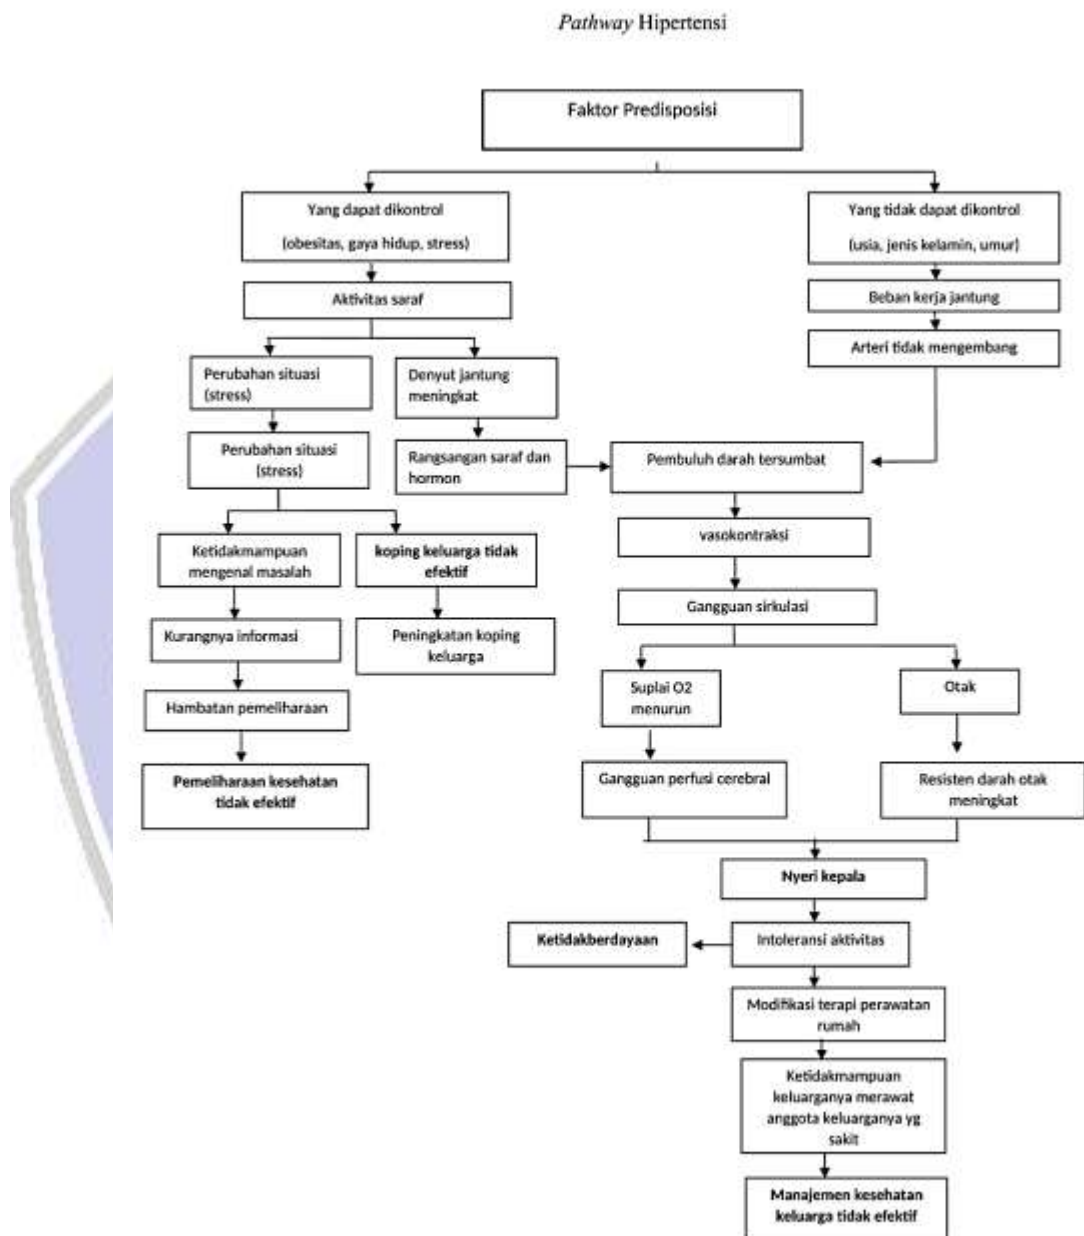 Pathway Hipertensi
Faktor Predisposisi
Yang dapat dikontrol
(obesitas, gaya hidup, stress)
Yang tidak dapat dikontrol
(usia, jenis kelamin, umur)
Aktivitas saraf
Beban kerja jantung
Arteri tidak mengembang
Perubahan situasi
(stress)
Denyut jantung
meningkat
Perubahan situasi
(stress)
Rangsangan saraf dan
hormon
Pembuluh darah tersumbat
vasokontraksi
Ketidakmampuan
mengenal masalah
koping keluarga tidak
efektif
Gangguan sirkulasi
Kurangnya informasi
Peningkatan koping
keluarga
Suplai O2
menurun
Otak
Hambatan pemeliharaan
Pemeliharaan kesehatan
tidak efektif
Gangguan perfusi cerebral
Resisten darah otak
meningkat
Nyeri kepala
Ketidakberdayaan
Intoleransi aktivitas
Modifikasi terapi perawatan
rumah
Ketidakmampuan
keluarganya merawat
anggota keluarganya yg
sakit
Manajemen kesehatan
keluarga tidak efektif